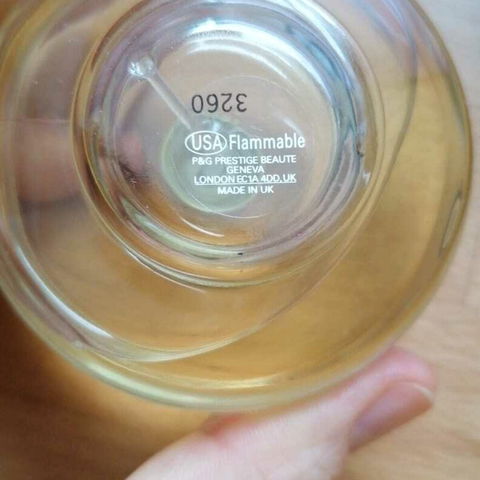 3260
USA Flammable
P&G PRESTIGE BEAUTE
GENEVA
LONDON EC1A 4DD.UK
MADE IN UK